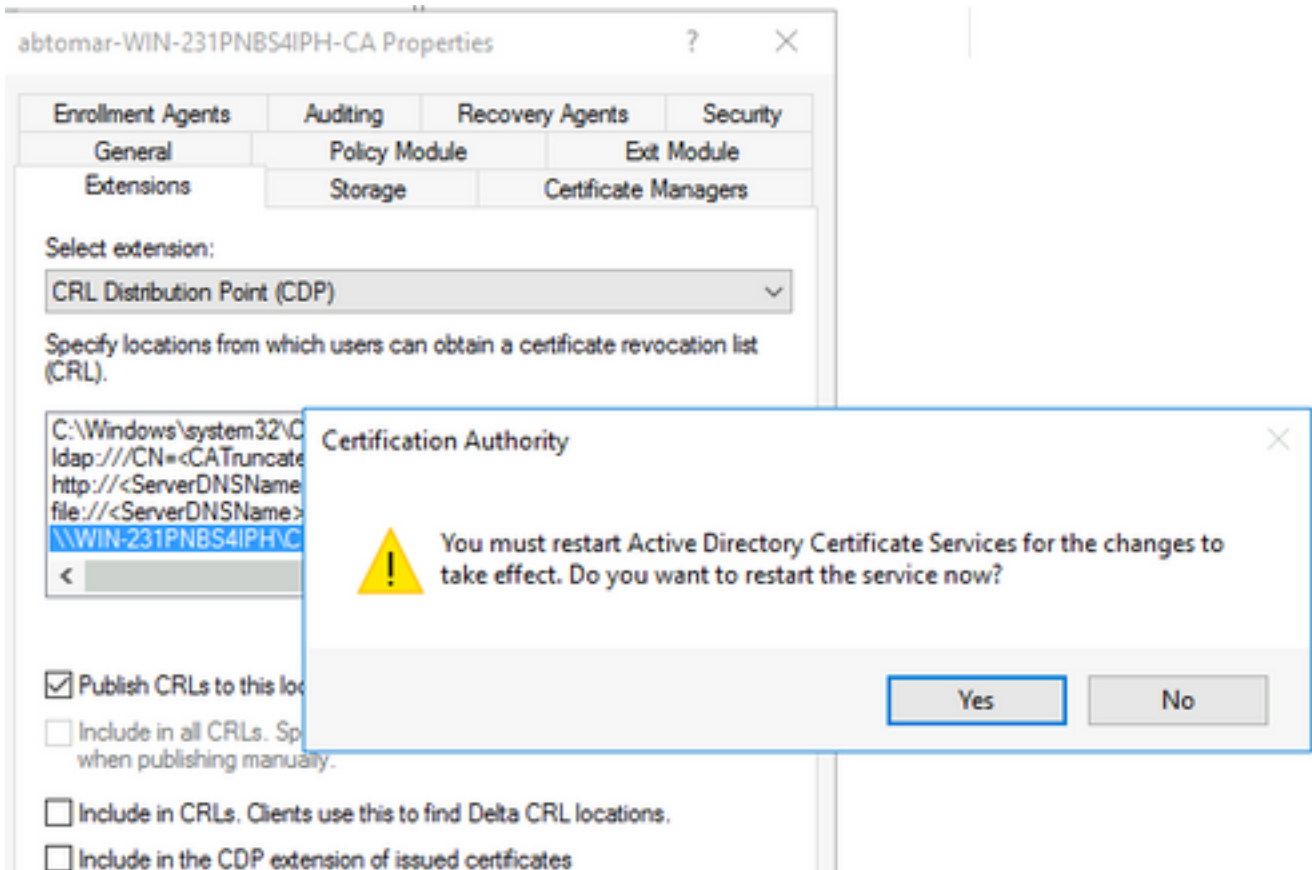 abtomar-WIN-231PNBS4IPH-CA Properties ? ×
Enrollment Agents Auditing Recovery Agents Security
General Policy Module Exit Module
Extensions Storage Certificate Managers
Select extension:
CRL Distribution Point (CDP)
Specify locations from which users can obtain a certificate revocation list
(CRL).
C:\Windows\system32\C
ldap:///CN=<CATruncate
http://<ServerDNSName
file://<ServerDNSName>
\\WIN-231PNBS4IPH\C
Certification Authority
You must restart Active Directory Certificate Services for the changes to
take effect. Do you want to restart the service now?
Yes No
Publish CRLs to this loc
Include in all CRLs. Sp
when publishing manually.
Include in CRLs. Clients use this to find Delta CRL locations.
Include in the CDP extension of issued certificates